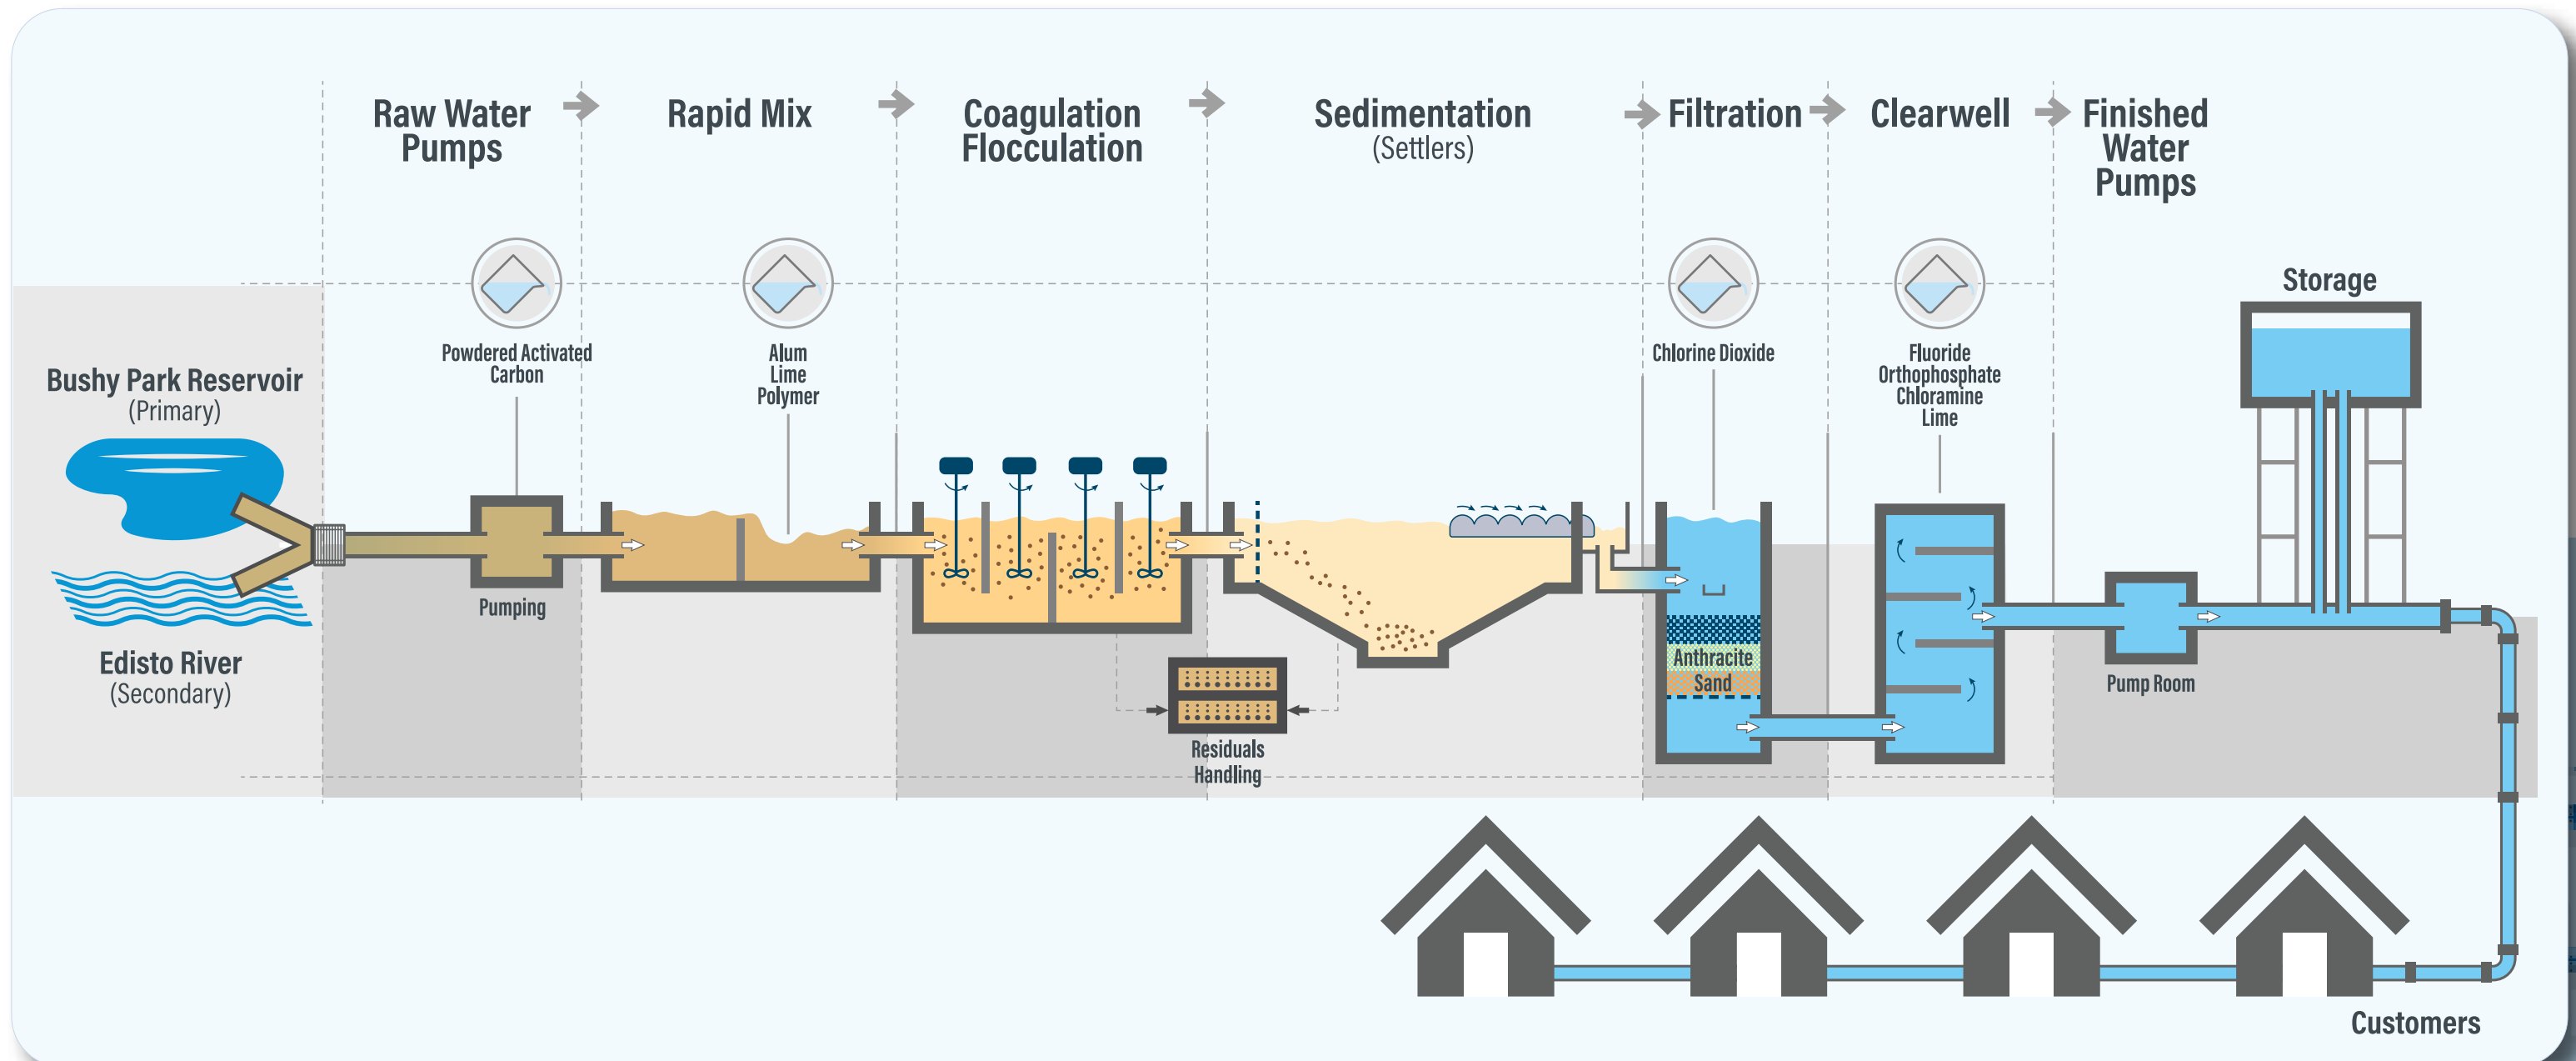 Raw Water
Pumps
Rapid Mix
Coagulation
Flocculation
Sedimentation
(Settlers)
Filtration
Clearwell
Finished
Water
Pumps
Powdered Activated
Carbon
Alum
Lime
Polymer
Chlorine Dioxide
Fluoride
Orthophosphate
Chloramine
Lime
Storage
Bushy Park Reservoir
(Primary)
Edisto River
(Secondary)
Pumping
Residuals
Handling
Anthracite
Sand
Pump Room
Customers